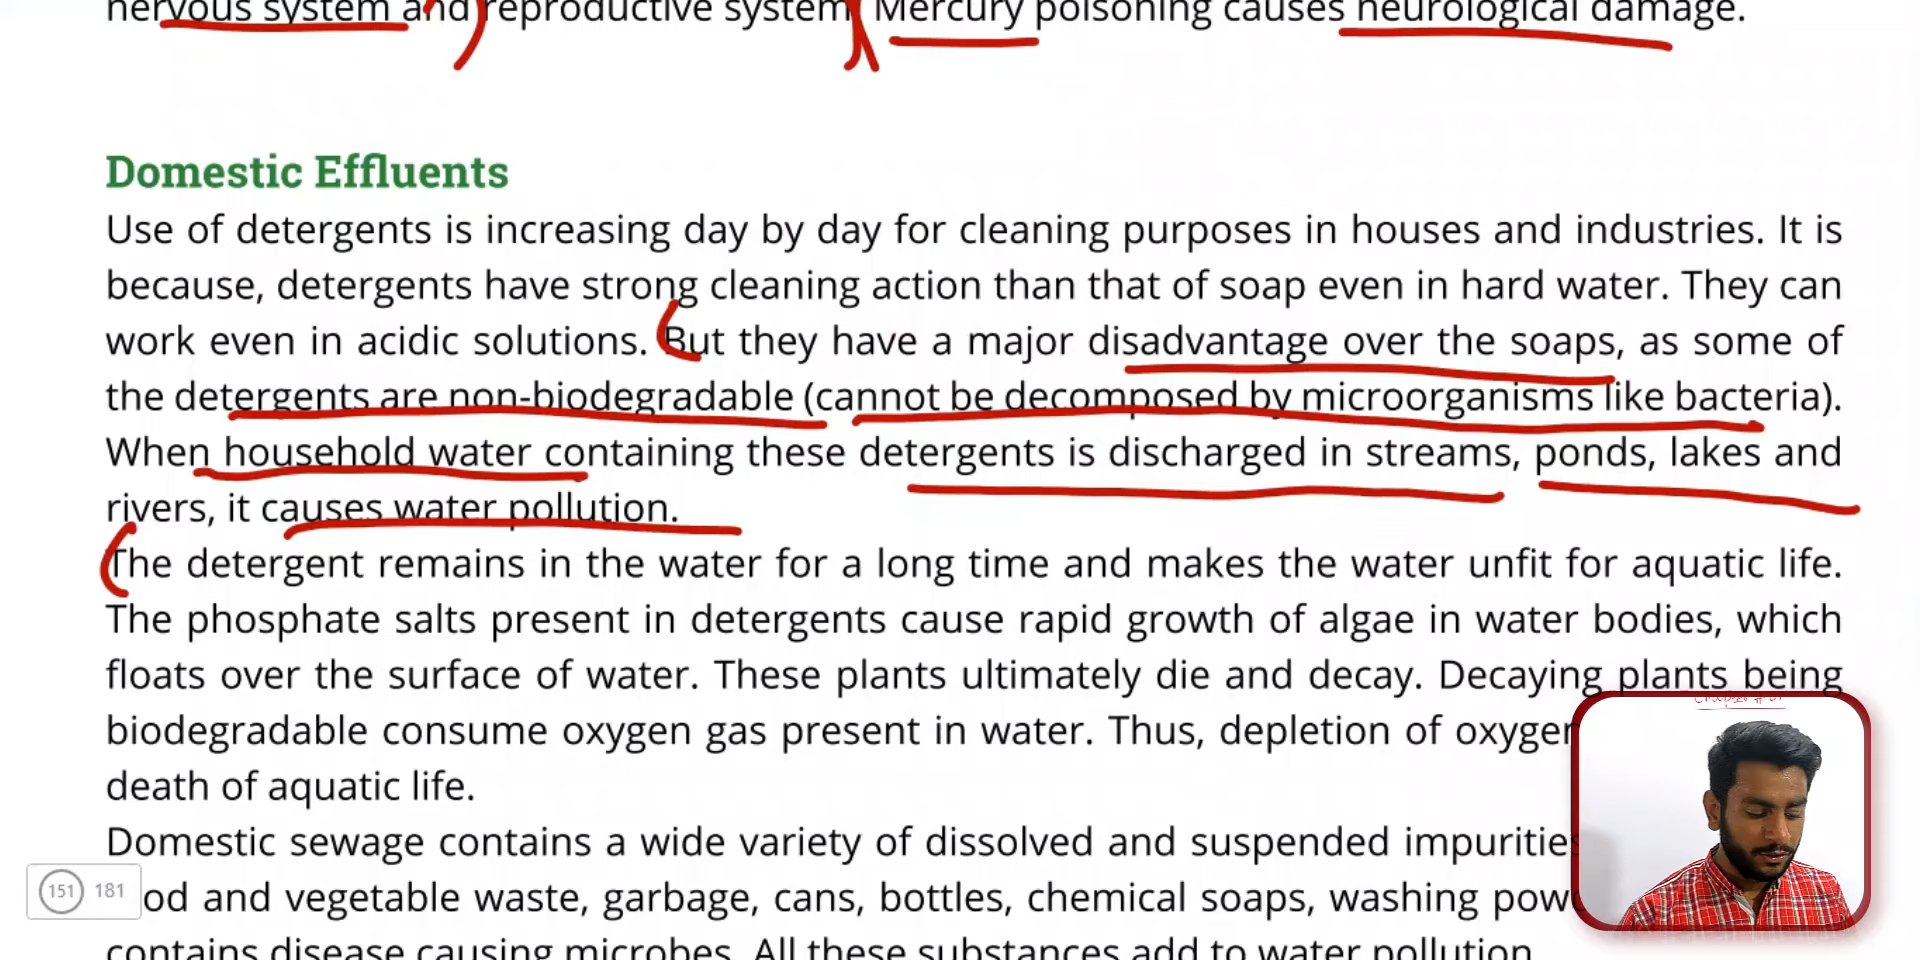 nervous system and reproductive system. Mercury poisoning causes neurological damage.
Domestic Effluents
Use of detergents is increasing day by day for cleaning purposes in houses and industries. It is
because, detergents have strong cleaning action than that of soap even in hard water. They can
work even in acidic solutions. But they have a major disadvantage over the soaps, as some of
the detergents are non-biodegradable (cannot be decomposed by microorganisms like bacteria).
When household water containing these detergents is discharged in streams, ponds, lakes and
rivers, it causes water pollution.
The detergent remains in the water for a long time and makes the water unfit for aquatic life.
The phosphate salts present in detergents cause rapid growth of algae in water bodies, which
floats over the surface of water. These plants ultimately die and decay. Decaying plants being
biodegradable consume oxygen gas present in water. Thus, depletion of oxygen
death of aquatic life.
Domestic sewage contains a wide variety of dissolved and suspended impurities
151 181
od and vegetable waste, garbage, cans, bottles, chemical soaps, washing pow
contains disease causing microbes. All these substances add to water pollution.